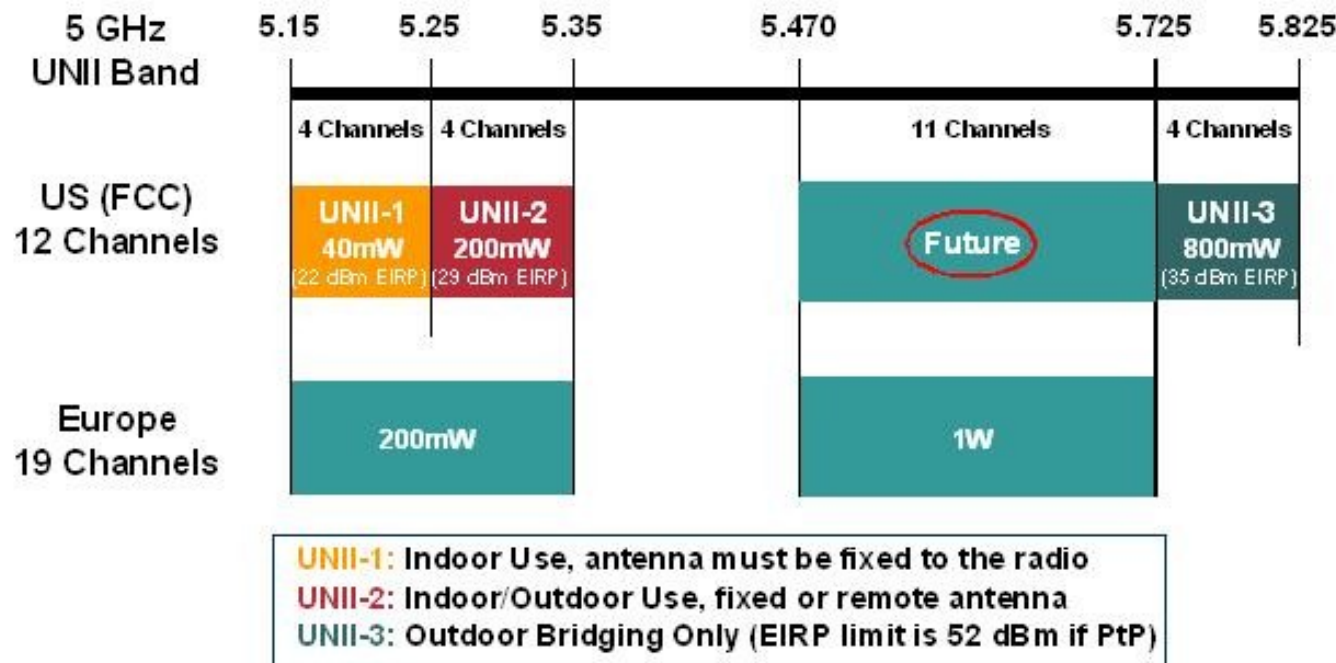 5 GHz
UNII Band
5.15 5.25 5.35 5.470 5.725 5.825
4 Channels 4 Channels 11 Channels 4 Channels
US (FCC)
12 Channels
UNII-1
40mW
(22 dBm EIRP)
UNII-2
200mW
(29 dBm EIRP)
Future
UNII-3
800mW
(35 dBm EIRP)
Europe
19 Channels
200mW
1W
UNII-1: Indoor Use, antenna must be fixed to the radio
UNII-2: Indoor/Outdoor Use, fixed or remote antenna
UNII-3: Outdoor Bridging Only (EIRP limit is 52 dBm if PtP)